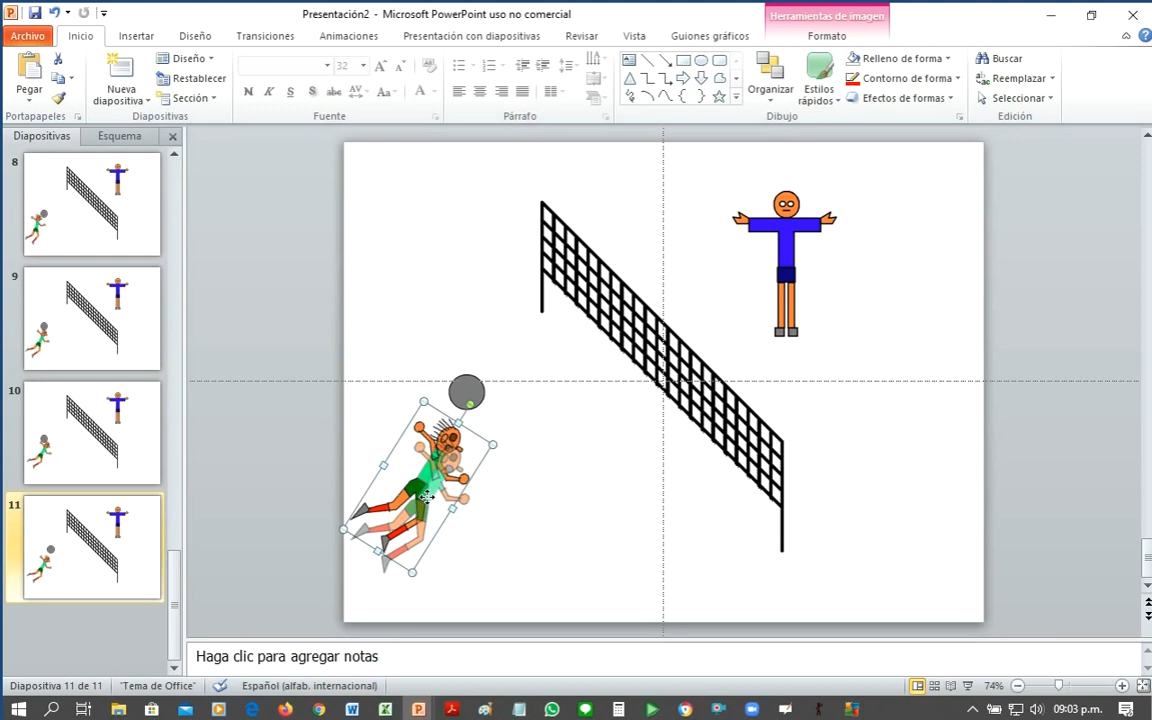 Presentación2 - Microsoft PowerPoint uso no comercial
Herramientas de imagen
Archivo Inicio Insertar Diseño Transiciones Animaciones Presentación con diapositivas Revisar Vista Guiones gráficos Formato
Pegar
Portapapeles
Nueva diapositiva
Diseño
Restablecer
Sección
Diapositivas
32
N K S S abc AV Aa A
Fuente
Párrafo
Organizar
Estilos rápidos
Relleno de forma
Contorno de forma
Efectos de formas
Dibujo
Buscar
Reemplazar
Seleccionar
Edición
Diapositivas Esquema
8
9
10
11
Haga clic para agregar notas
Diapositiva 11 de 11 "Tema de Office" Español (alfab. internacional) 74%
09:03 p.m.